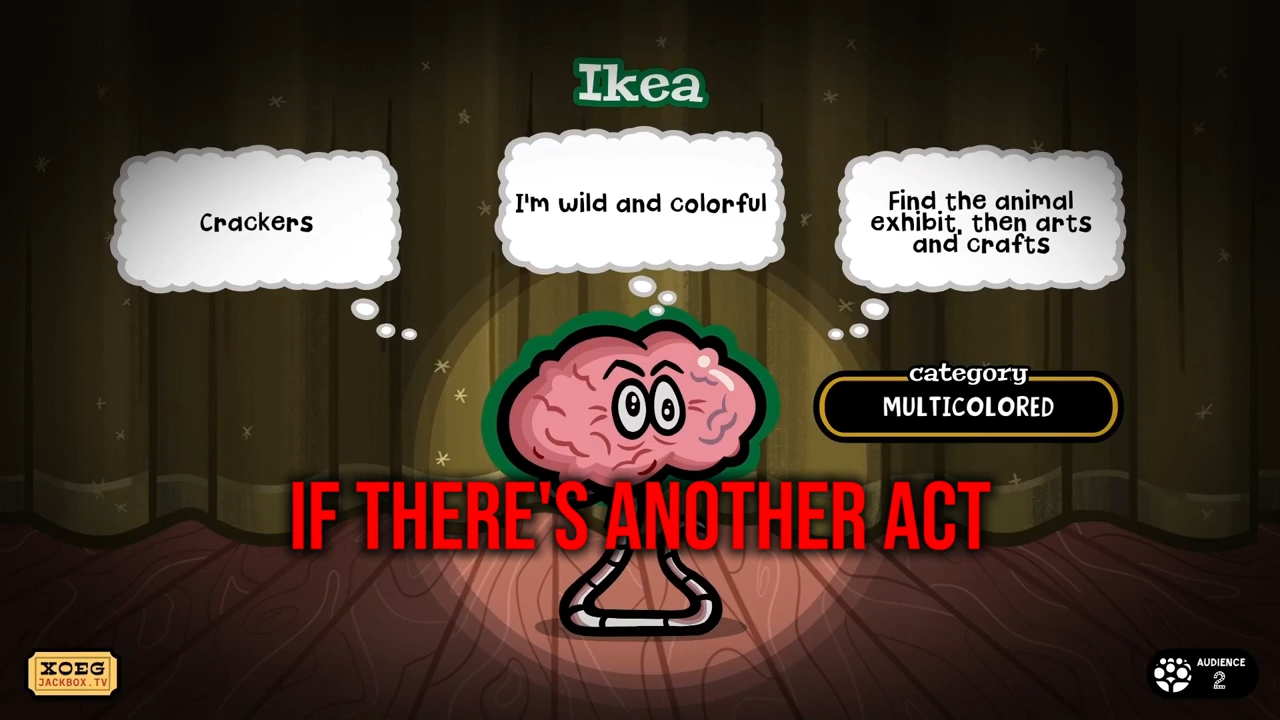 Ikea
Crackers
I'm wild and colorful
Find the animal
exhibit, then arts
and crafts
category
MULTICOLORED
IF THERE'S ANOTHER ACT
XOEG
JACKBOX.TV
AUDIENCE
2